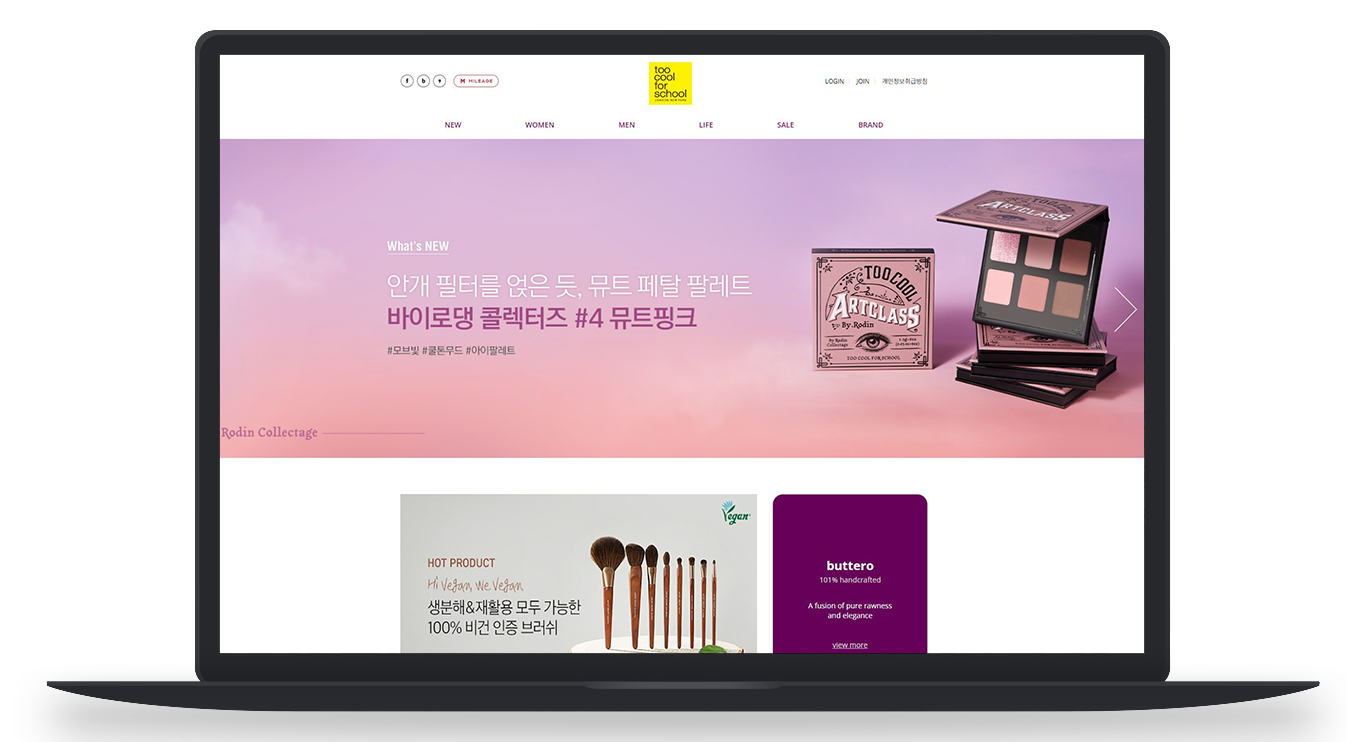 f
b
MILEAGE
too
cool
for
school
LOGIN
JOIN
개인정보취급방침
NEW
WOMEN
MEN
LIFE
SALE
BRAND
What's NEW
안개 필터를 얹은 듯, 뮤트 페탈 팔레트
바이로댕 콜렉터즈 #4 뮤트핑크
#모브빛 #쿨톤무드 #아이팔레트
TOOCOOL
ARTCLASS
By.Rodin
By Rodin
Collectage
TOO COOL FOR SCHOOL
TOOCOOL
ARTCLASS
Rodin Collectage
Vegan
HOT PRODUCT
Hi Vegan, We Vegan
생분해&재활용 모두 가능한
100% 비건 인증 브러쉬
buttero
101% handcrafted
A fusion of pure rawness
and elegance
view more